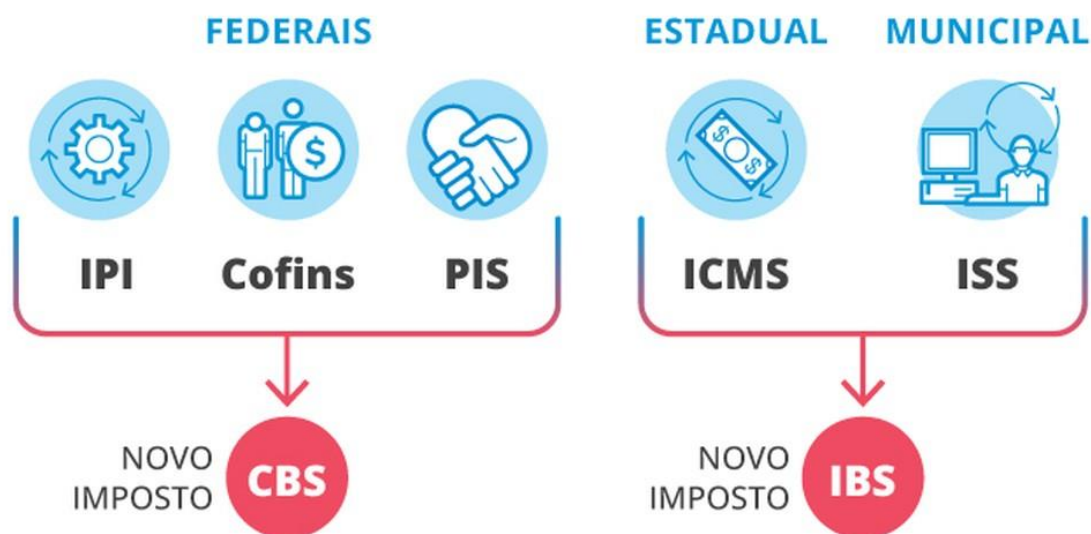 FEDERAIS
ESTADUAL
MUNICIPAL
$
$
$
IPI
Cofins
PIS
ICMS
ISS
NOVO
IMPOSTO
CBS
NOVO
IMPOSTO
IBS